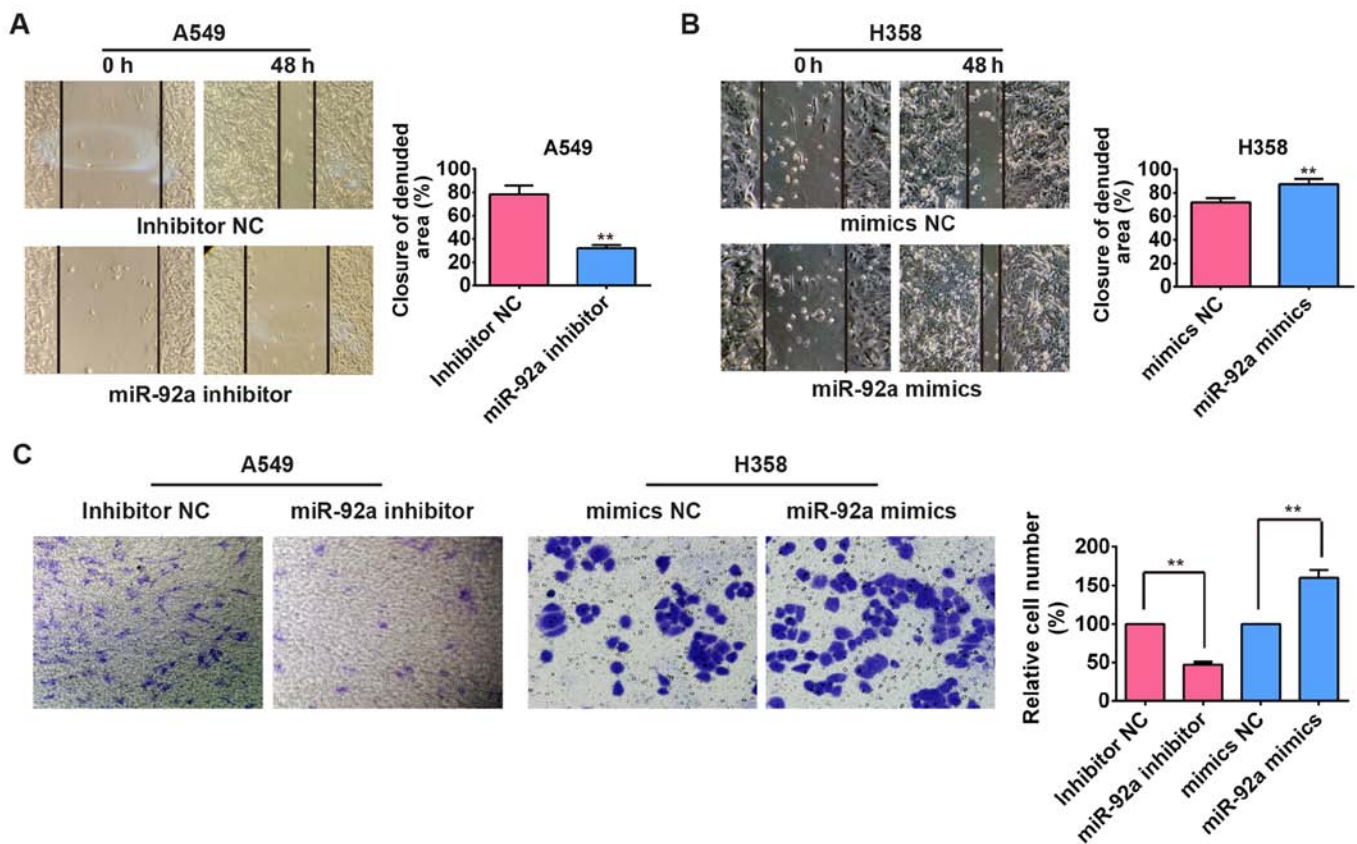 A
A549
0 h
48 h
Inhibitor NC
miR-92a inhibitor
A549
Closure of denuded
area (%)
100
80
60
40
20
0
**
Inhibitor NC
miR-92a inhibitor
B
H358
0 h
48 h
mimics NC
miR-92a mimics
H358
Closure of denuded
area (%)
100
80
60
40
20
0
**
mimics NC
miR-92a mimics
C
A549
Inhibitor NC
miR-92a inhibitor
H358
mimics NC
miR-92a mimics
Relative cell number
(%)
200
150
100
50
0
**
**
Inhibitor NC
miR-92a inhibitor
mimics NC
miR-92a mimics